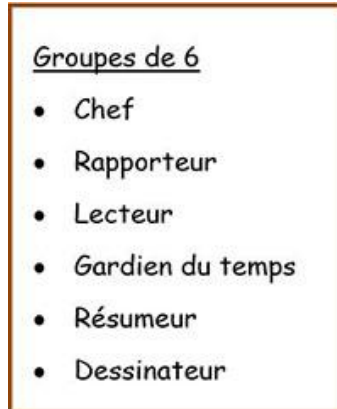 Groupes de 6
• Chef
• Rapporteur
• Lecteur
• Gardien du temps
• Résumeur
• Dessinateur